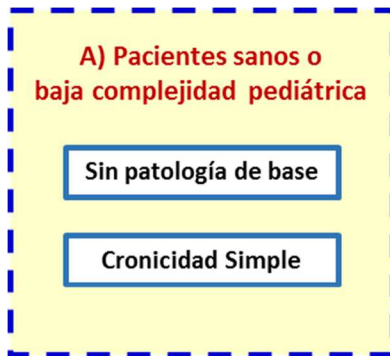 A) Pacientes sanos o
baja complejidad pediátrica
Sin patología de base
Cronicidad Simple